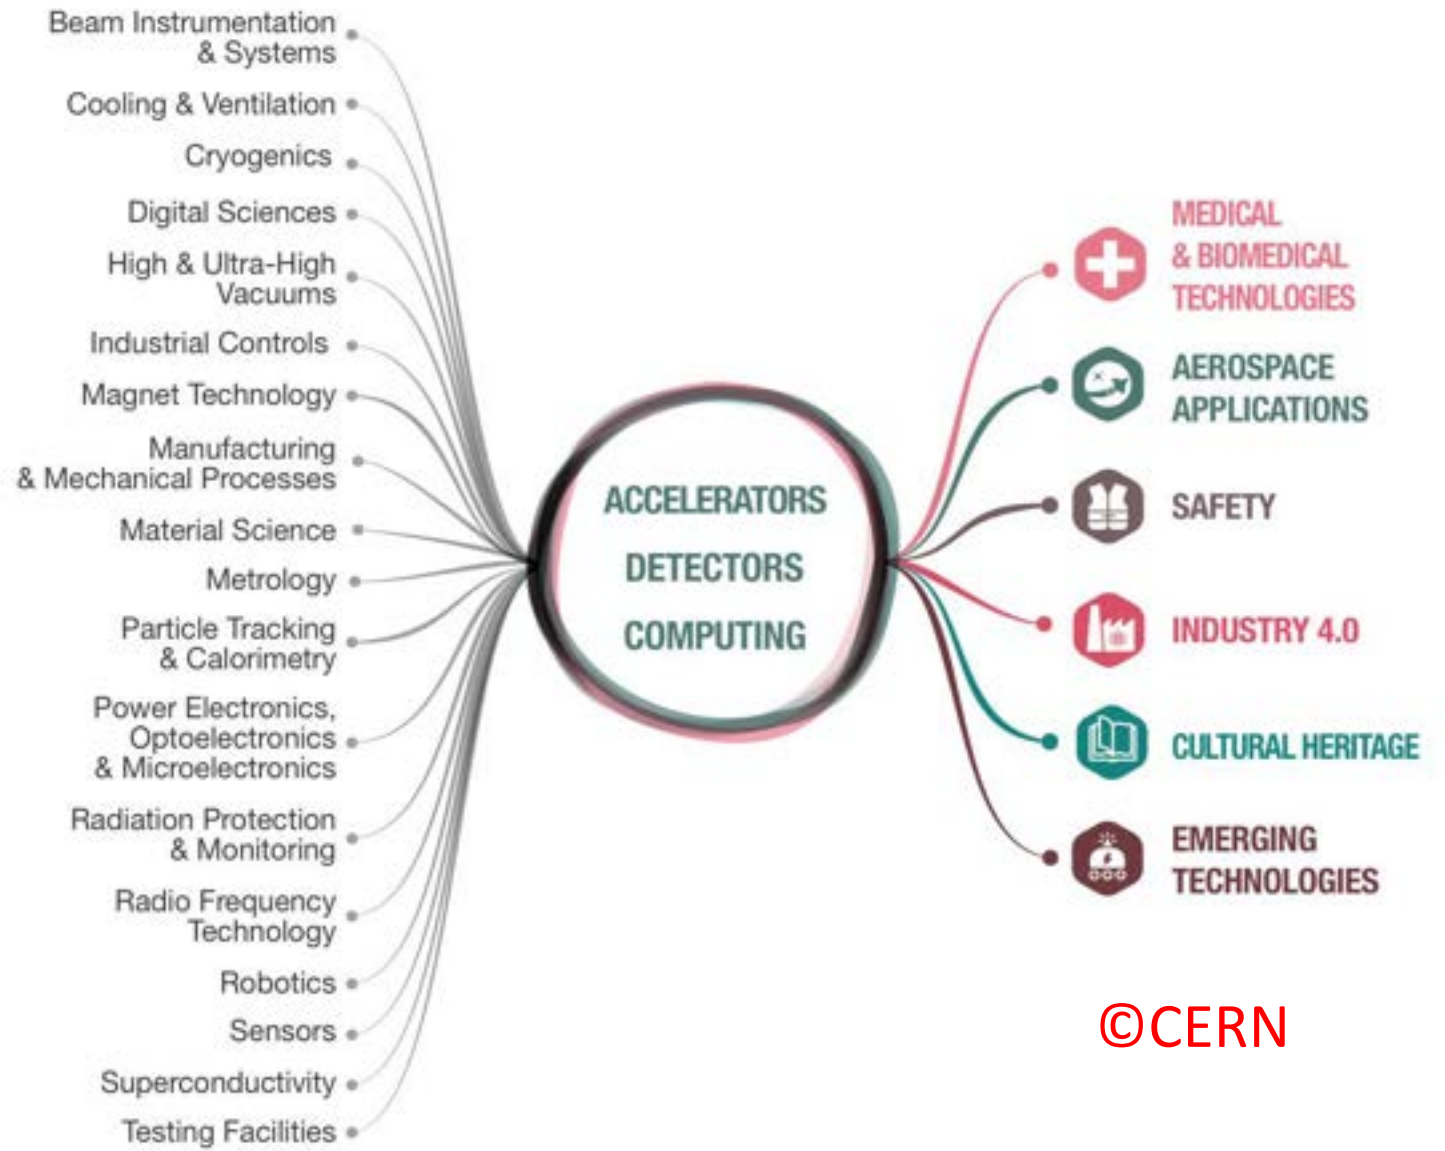 Beam Instrumentation
& Systems
Cooling & Ventilation
Cryogenics
Digital Sciences
High & Ultra-High
Vacuums
Industrial Controls
Magnet Technology
Manufacturing
& Mechanical Processes
Material Science
Metrology
Particle Tracking
& Calorimetry
Power Electronics,
Optoelectronics
& Microelectronics
Radiation Protection
& Monitoring
Radio Frequency
Technology
Robotics
Sensors
Superconductivity
Testing Facilities
ACCELERATORS
DETECTORS
COMPUTING
MEDICAL
& BIOMEDICAL
TECHNOLOGIES
AEROSPACE
APPLICATIONS
SAFETY
INDUSTRY 4.0
CULTURAL HERITAGE
EMERGING
TECHNOLOGIES
©CERN